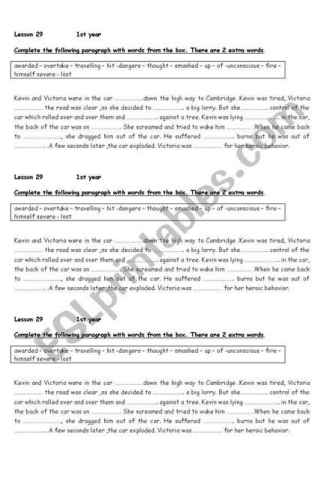 Lesson 29 1st year
Complete the following paragraph with words from the box. There are 2 extra words.
awarded – overtake – travelling – hit -dangers – thought – smashed – up – of -unconscious – fire –
himself severe - lost
Kevin and Victoria were in the car ……………down the high way to Cambridge .Kevin was tired, Victoria
…………… the road was clear ,so she decided to …………… a big lorry. But she………….. control of the
car which rolled over and over them and …………….. against a tree. Kevin was lying …………….. in the car,
the back of the car was on ……………… She screamed and tried to wake him …………. .When he came back
to …………………, she dragged him out of the car. He suffered …………….. burns but he was out of
…………….. . A few seconds later ,the car exploded. Victoria was ………… for her heroic behavior.
Lesson 29 1st year
Complete the following paragraph with words from the box. There are 2 extra words.
awarded – overtake – travelling – hit -dangers – thought – smashed – up – of -unconscious – fire –
himself severe - lost
Kevin and Victoria were in the car ……………down the high way to Cambridge .Kevin was tired, Victoria
…………… the road was clear ,so she decided to …………… a big lorry. But she………….. control of the
car which rolled over and over them and …………….. against a tree. Kevin was lying …………….. in the car,
the back of the car was on ……………… She screamed and tried to wake him …………. .When he came back
to …………………, she dragged him out of the car. He suffered …………….. burns but he was out of
…………….. . A few seconds later ,the car exploded. Victoria was ………… for her heroic behavior.
Lesson 29 1st year
Complete the following paragraph with words from the box. There are 2 extra words.
awarded – overtake – travelling – hit -dangers – thought – smashed – up – of -unconscious – fire –
himself severe - lost
Kevin and Victoria were in the car ……………down the high way to Cambridge .Kevin was tired, Victoria
…………… the road was clear ,so she decided to …………… a big lorry. But she………….. control of the
car which rolled over and over them and …………….. against a tree. Kevin was lying …………….. in the car,
the back of the car was on ……………… She screamed and tried to wake him …………. .When he came back
to …………………, she dragged him out of the car. He suffered …………….. burns but he was out of
…………….. . A few seconds later ,the car exploded. Victoria was ………… for her heroic behavior.
ESLprintables.com